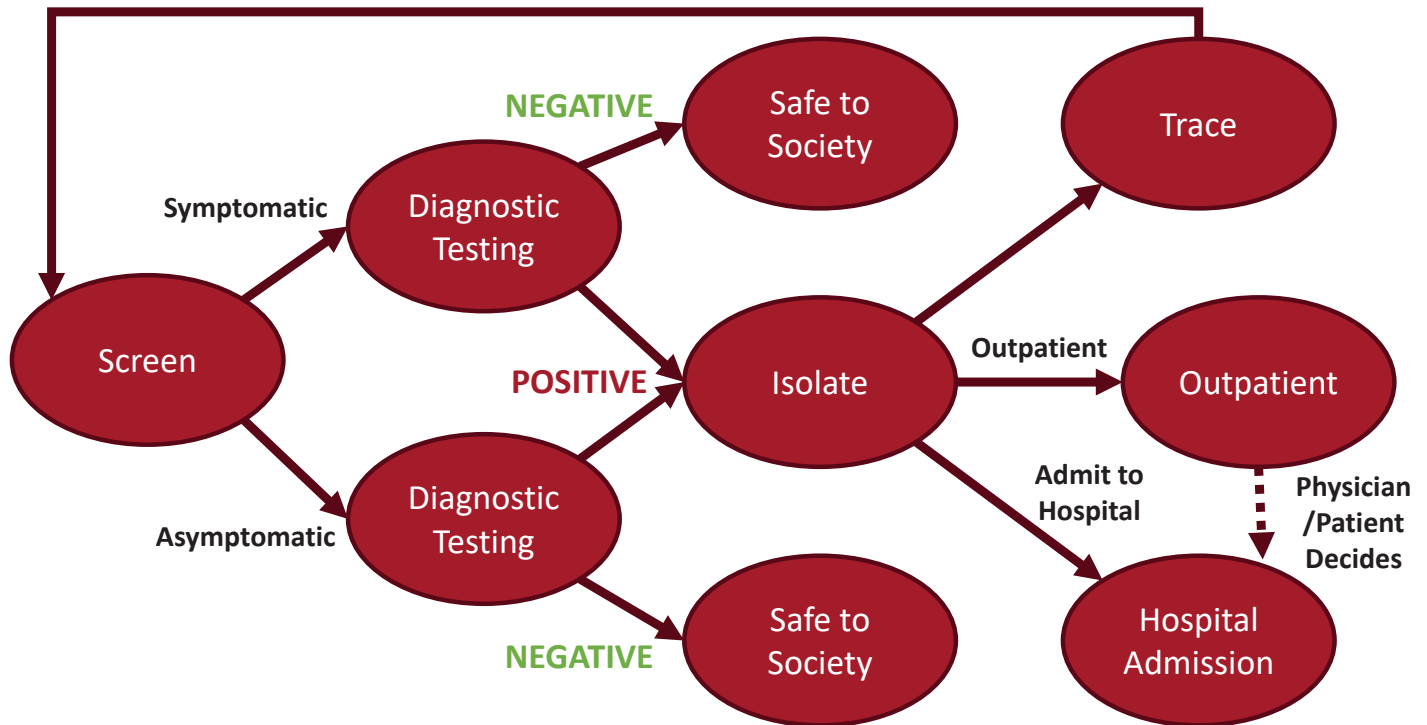 NEGATIVE
Safe to
Society
Trace
Symptomatic
Diagnostic
Testing
Screen
POSITIVE
Isolate
Outpatient
Outpatient
Asymptomatic
Diagnostic
Testing
Admit to
Hospital
Physician
/Patient
Decides
NEGATIVE
Safe to
Society
Hospital
Admission